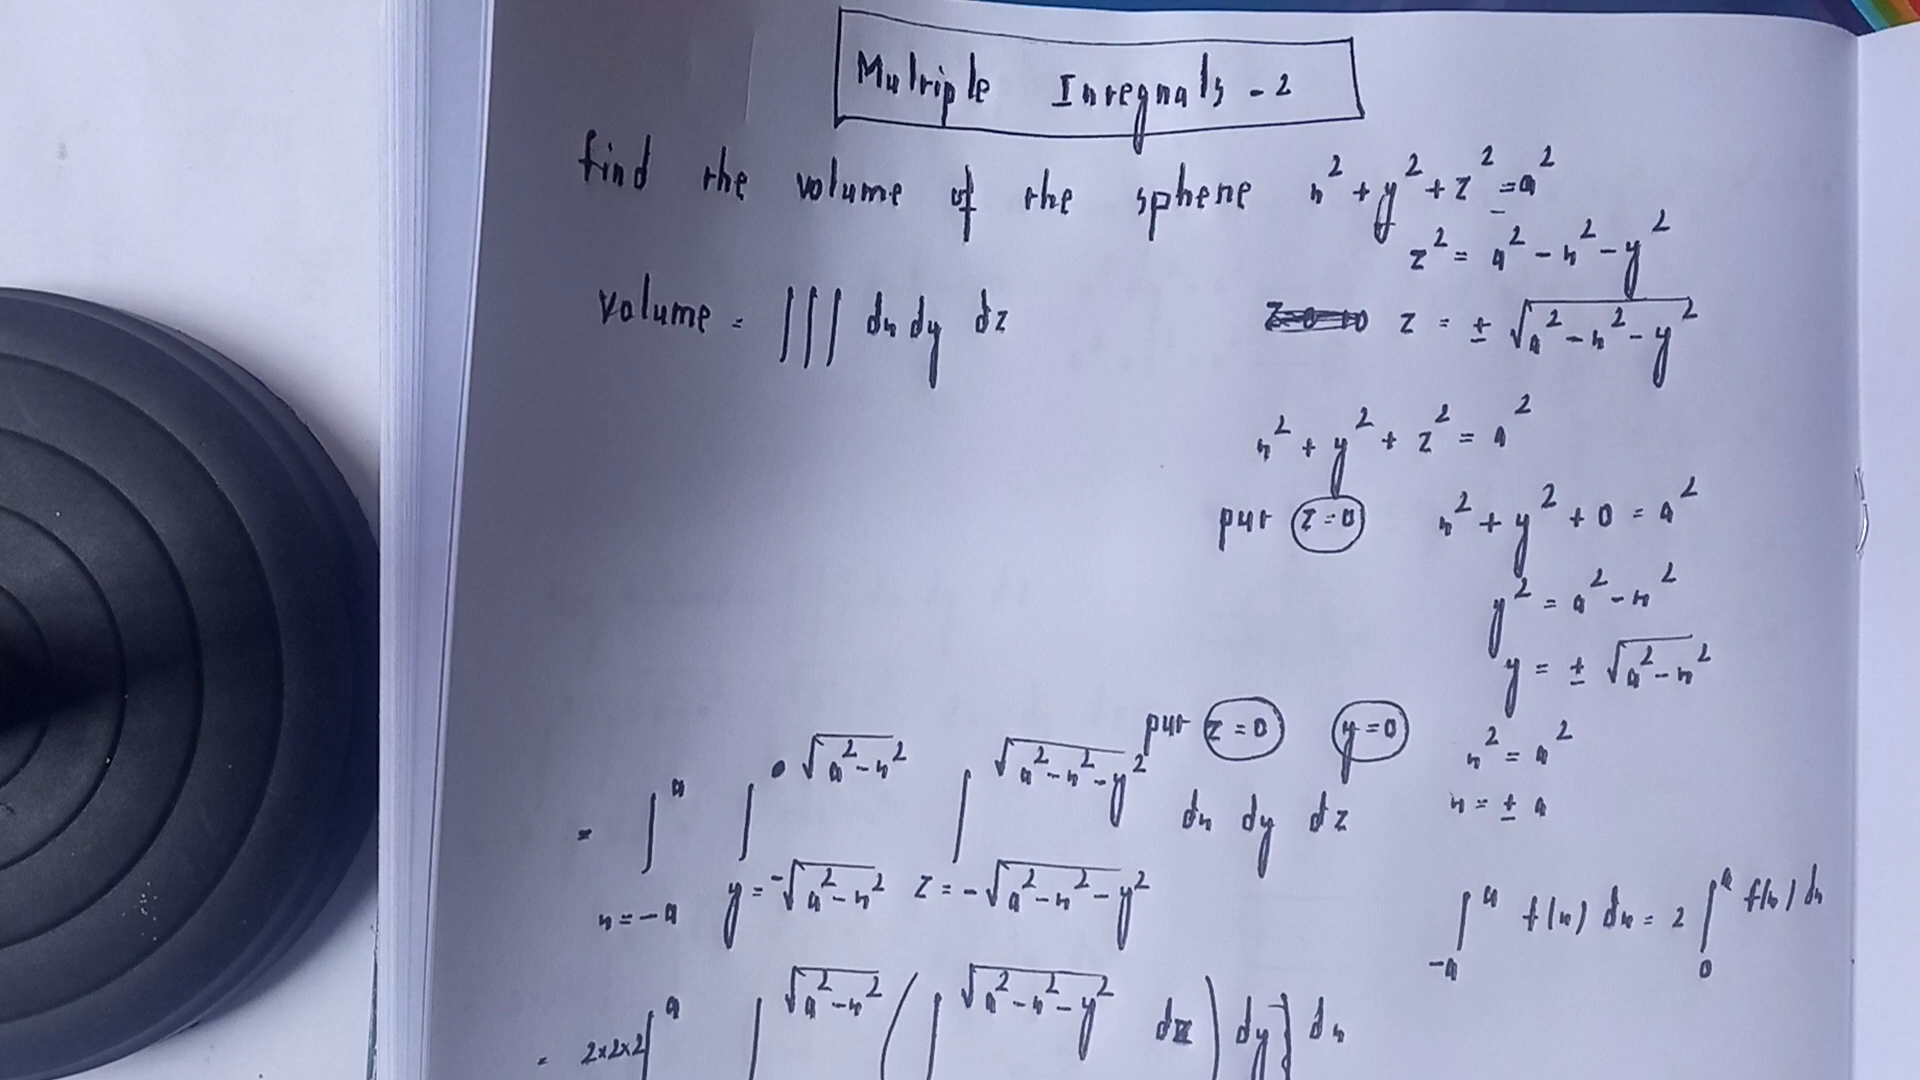 Multiple Integrals - 2
find the volume of the sphere x² + y² + z² = a²
z² = a² - x² - y²
volume = ∫∫∫ dx dy dz
z = ± √(a² - x² - y²)
x² + y² + z² = a²
put z = 0 x² + y² + 0 = a²
y² = a² - x²
y = ± √(a² - x²)
put z = 0 y = 0 x² = a²
x = ± a
= ∫_{x=-a}^{a} ∫_{y=-√(a²-x²)}^{√(a²-x²)} ∫_{z=-√(a²-x²-y²)}^{√(a²-x²-y²)} dx dy dz
∫_{-a}^{a} f(x) dx = 2 ∫_{0}^{a} f(x) dx
= 2×2×2 ∫^{a} ∫^{√(a²-x²)} ( ∫^{√(a²-x²-y²)} dz ) dy } dx